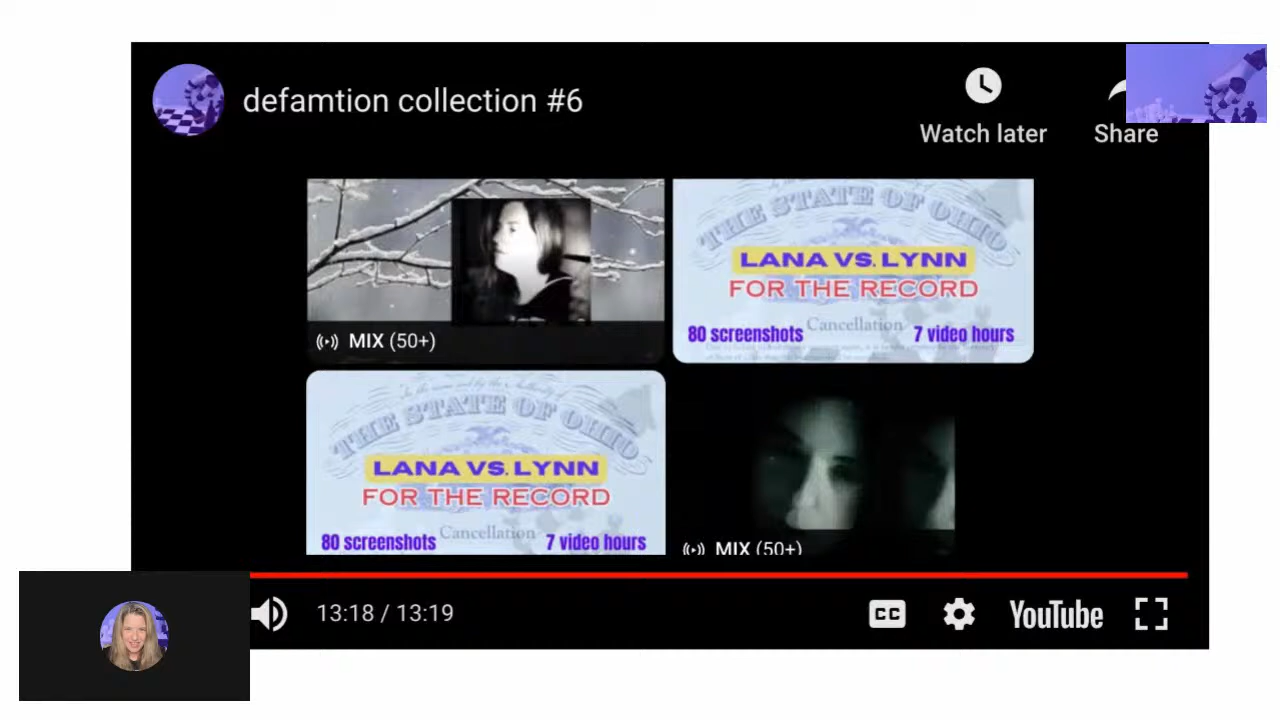 defamtion collection #6
Watch later
Share
MIX (50+)
THE STATE OF OHIO
LANA VS. LYNN
FOR THE RECORD
Cancellation
80 screenshots
7 video hours
THE STATE OF OHIO
LANA VS. LYNN
FOR THE RECORD
Cancellation
80 screenshots
7 video hours
MIX (50+)
13:18 / 13:19
CC
YouTube